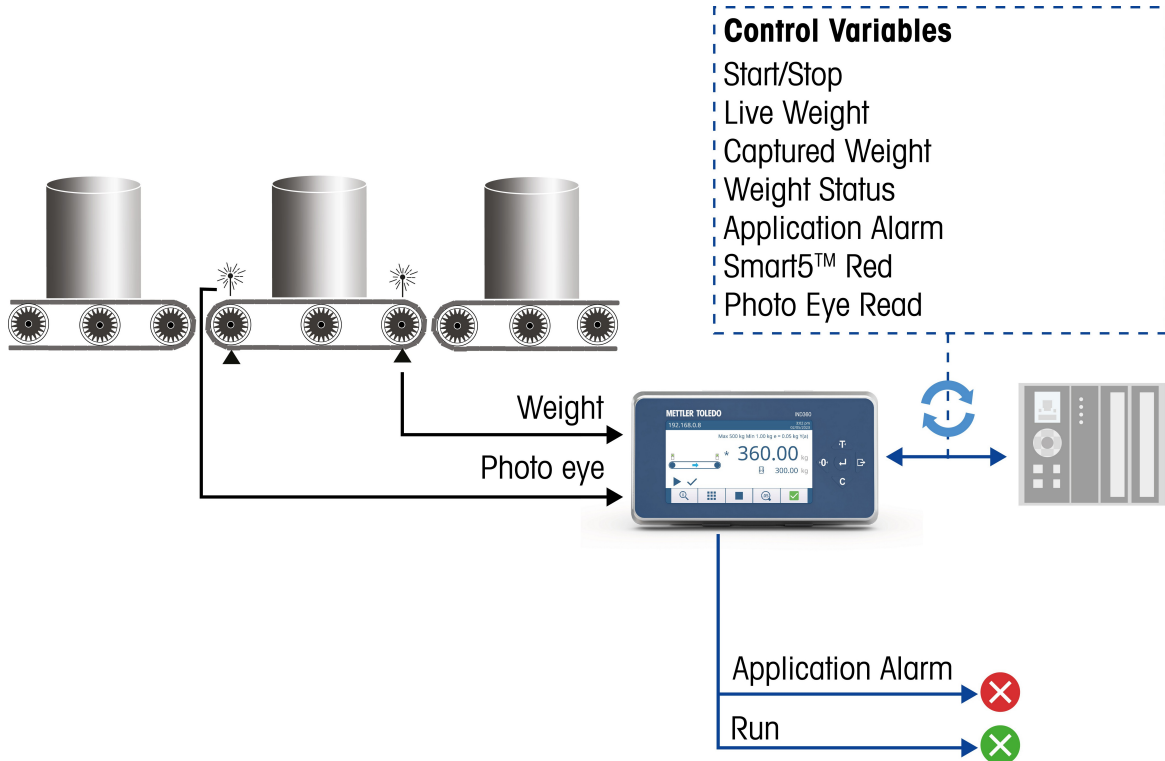 Control Variables
Start/Stop
Live Weight
Captured Weight
Weight Status
Application Alarm
Smart5™ Red
Photo Eye Read
Weight
Photo eye
METTLER TOLEDO IND360
192.168.0.8
Max 500 kg Min 1.00 kg e = 0.05 kg Y(a)
* 360.00 kg
300.00 kg
·T·
·0·
C
Application Alarm
Run